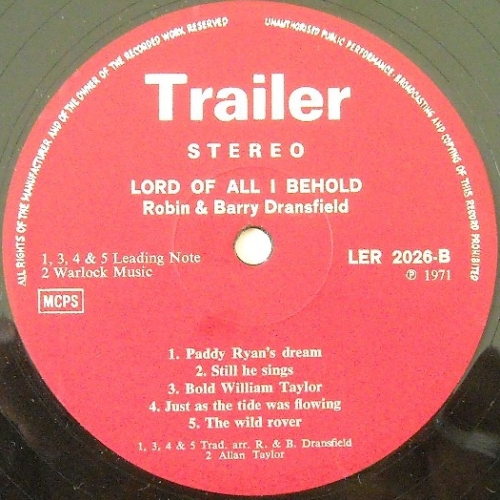 ALL RIGHTS OF THE MANUFACTURER AND OF THE OWNER OF THE RECORDED WORK RESERVED
UNAUTHORISED PUBLIC PERFORMANCE, BROADCASTING AND COPYING OF THIS RECORD PROHIBITED
Trailer
STEREO
LORD OF ALL I BEHOLD
Robin & Barry Dransfield
1, 3, 4 & 5 Leading Note
2 Warlock Music
MCPS
LER 2026-B
℗ 1971
1. Paddy Ryan's dream
2. Still he sings
3. Bold William Taylor
4. Just as the tide was flowing
5. The wild rover
1, 3, 4 & 5 Trad. arr. R. & B. Dransfield
2 Allan Taylor